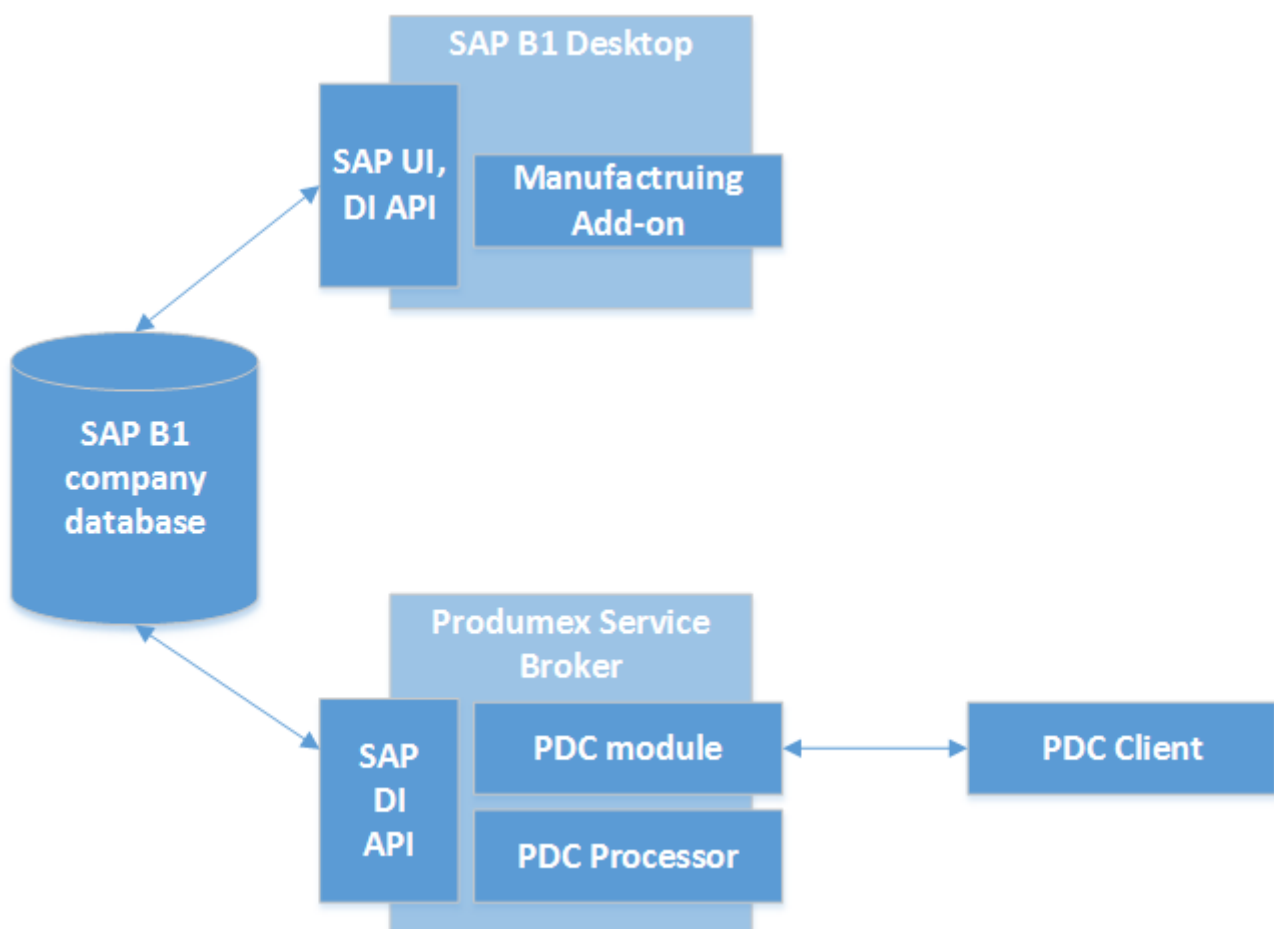 SAP B1 Desktop
SAP UI,
DI API
Manufactruing
Add-on
SAP B1
company
database
Produmex Service
Broker
SAP
DI
API
PDC module
PDC Processor
PDC Client